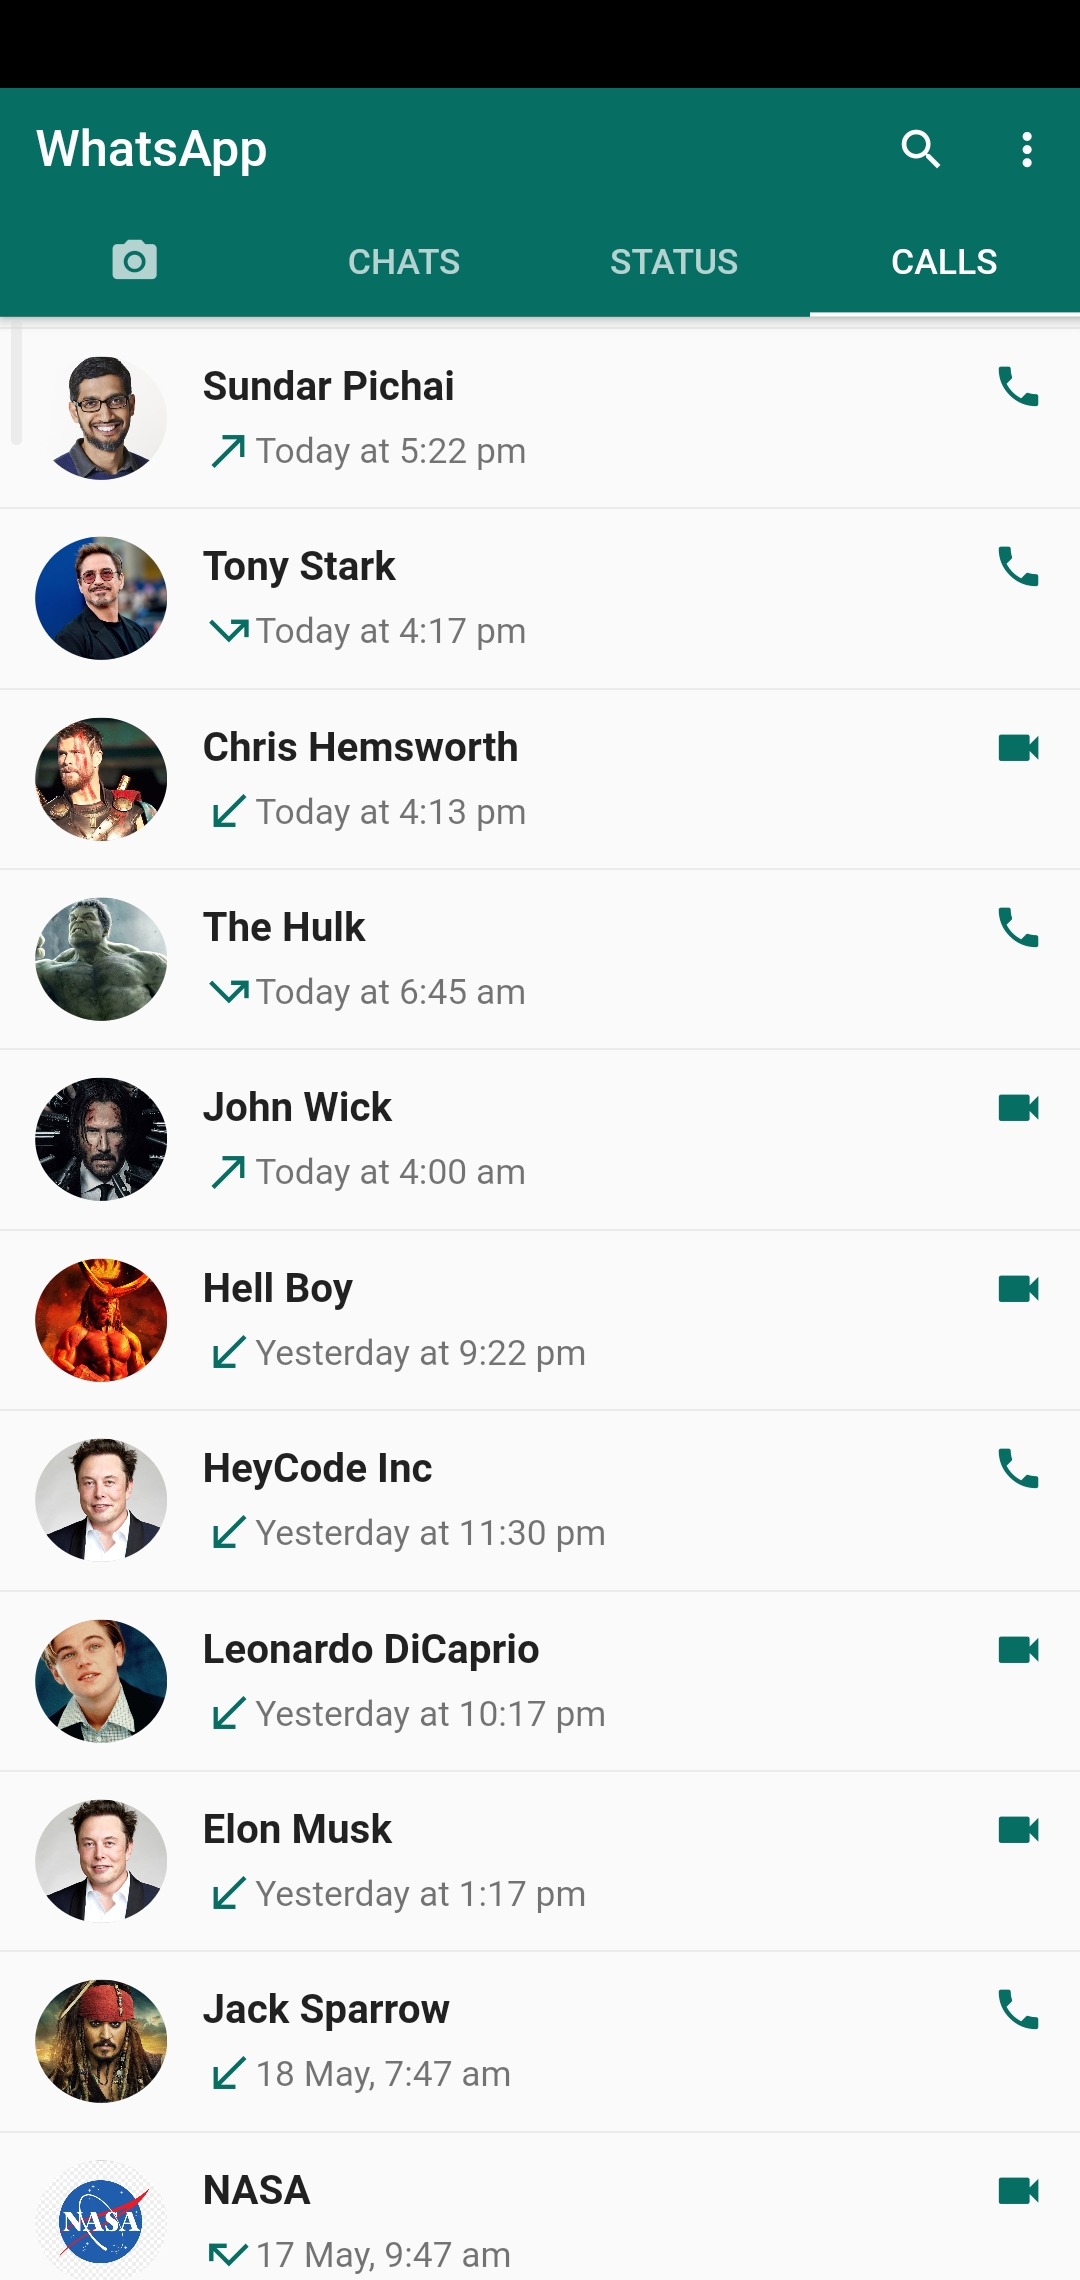 WhatsApp
CHATS STATUS CALLS
Sundar Pichai
Today at 5:22 pm
Tony Stark
Today at 4:17 pm
Chris Hemsworth
Today at 4:13 pm
The Hulk
Today at 6:45 am
John Wick
Today at 4:00 am
Hell Boy
Yesterday at 9:22 pm
HeyCode Inc
Yesterday at 11:30 pm
Leonardo DiCaprio
Yesterday at 10:17 pm
Elon Musk
Yesterday at 1:17 pm
Jack Sparrow
18 May, 7:47 am
NASA
NASA
17 May, 9:47 am